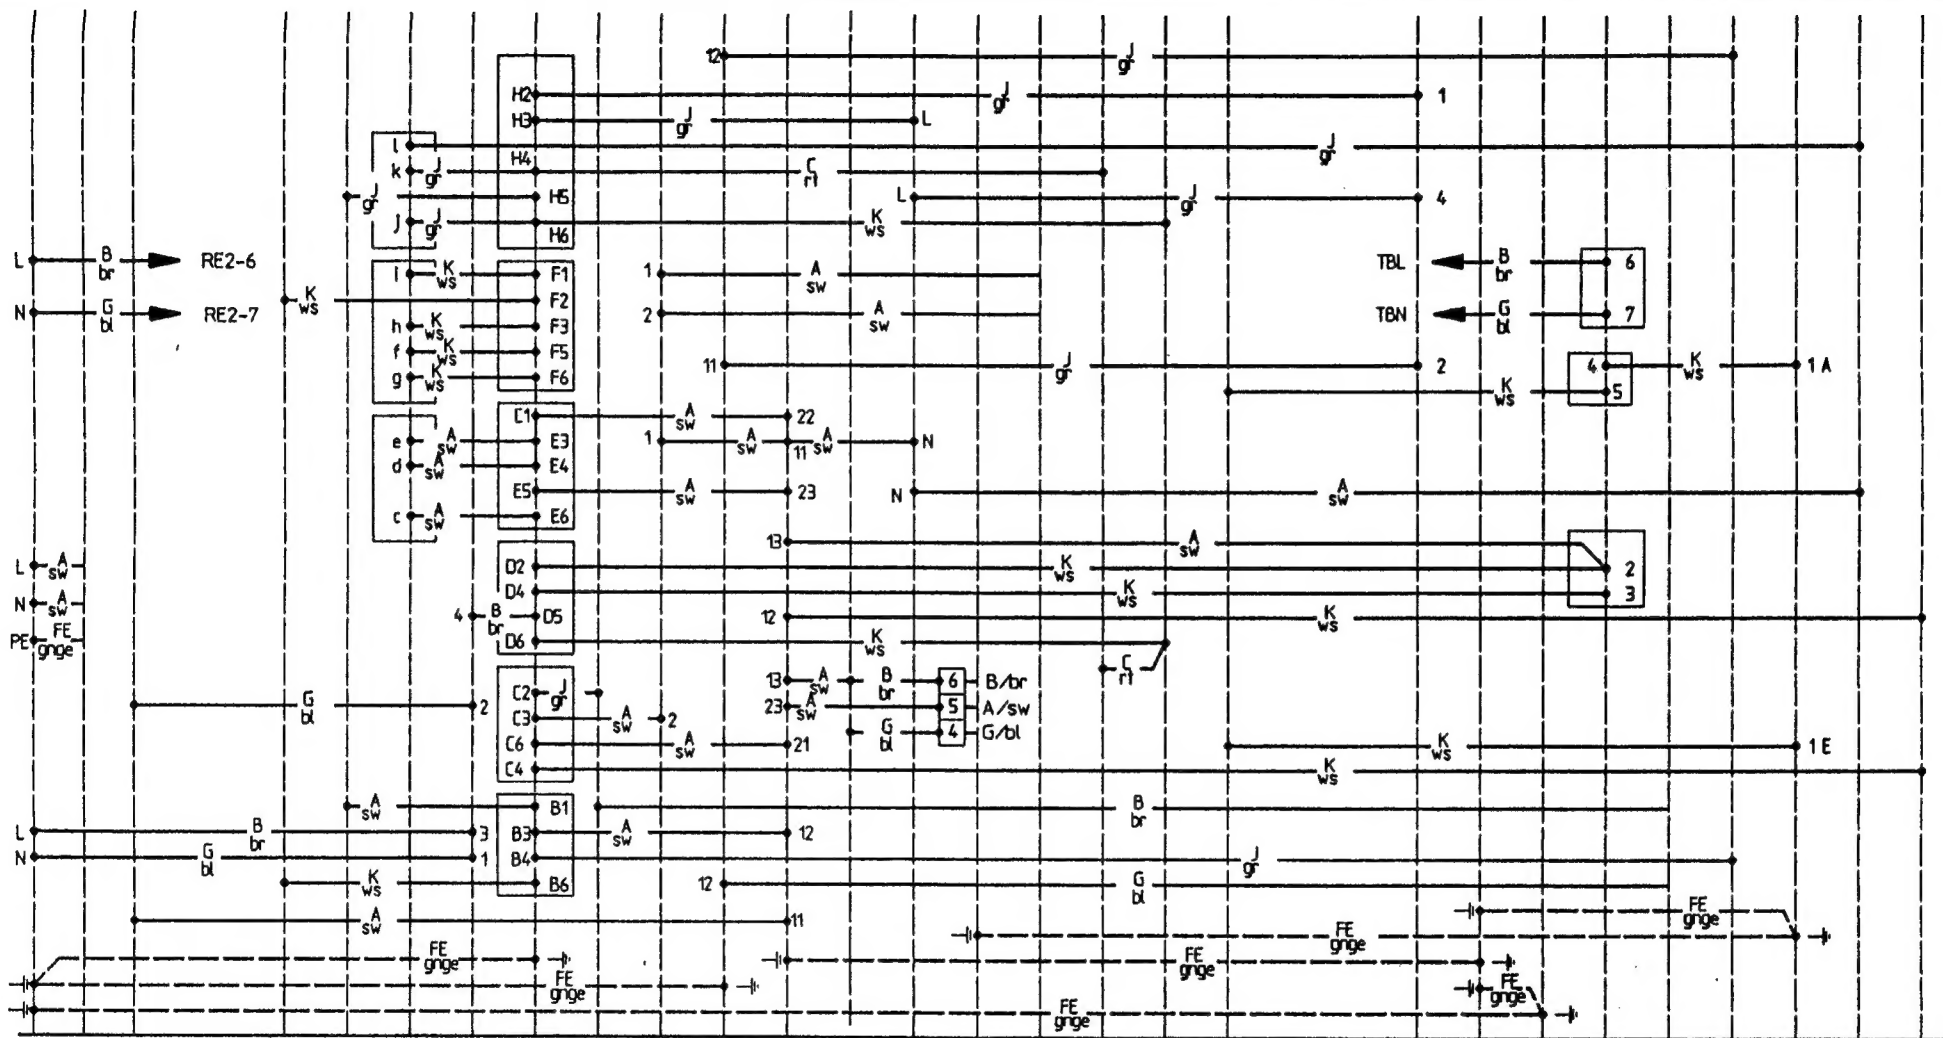 12 J gr
H2 J gr 1
H3 J gr L
l J gr
k J gr H4 C rt
J gr H5 L J gr 4
j J gr H6 K ws
L B br RE2-6 TBL B br 6
i K ws F1 1 A sw
K ws F2
N G bl RE2-7 2 A sw TBN G bl 7
h K ws F3
f K ws F5
11 J gr 2 4 K ws 1 A
g K ws F6
K ws 5
C1 A sw 22
e A sw E3 1 A sw 11 A sw N
d A sw E4
E5 A sw 23 N A sw
c A sw E6
13 A sw
L A sw D2 K ws 2
D4 K ws 3
N A sw
4 B br D5 12 K ws
PE FE gnge D6 K ws
C rt
13 A sw B br 6 B/br
C2 J gr
G bl 2 23 A sw 5 A/sw
C3 A sw 2 G bl 4 G/bl
C6 A sw 21 K ws 1 E
C4 K ws
A sw B1 B br
L B br 3 B3 A sw 12
N G bl 1 B4 J gr
K ws B6 12 G bl
FE gnge
A sw 11
FE gnge
FE gnge FE gnge
FE gnge FE gnge
FE gnge